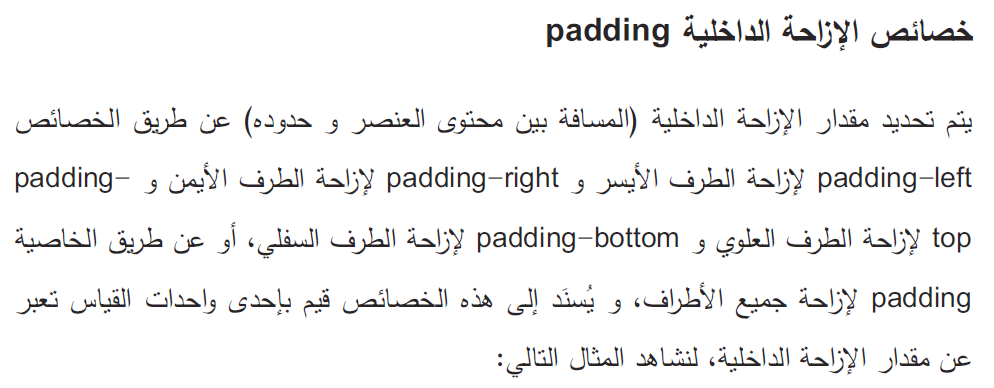 خصائص الإزاحة الداخلية padding
يتم تحديد مقدار الإزاحة الداخلية (المسافة بين محتوى العنصر و حدوده) عن طريق الخصائص
padding-left لإزاحة الطرف الأيسر و padding-right لإزاحة الطرف الأيمن و padding-
top لإزاحة الطرف العلوي و padding-bottom لإزاحة الطرف السفلي، أو عن طريق الخاصية
padding لإزاحة جميع الأطراف، و يُسنَد إلى هذه الخصائص قيم بإحدى واحدات القياس تعبر
عن مقدار الإزاحة الداخلية، لنشاهد المثال التالي: